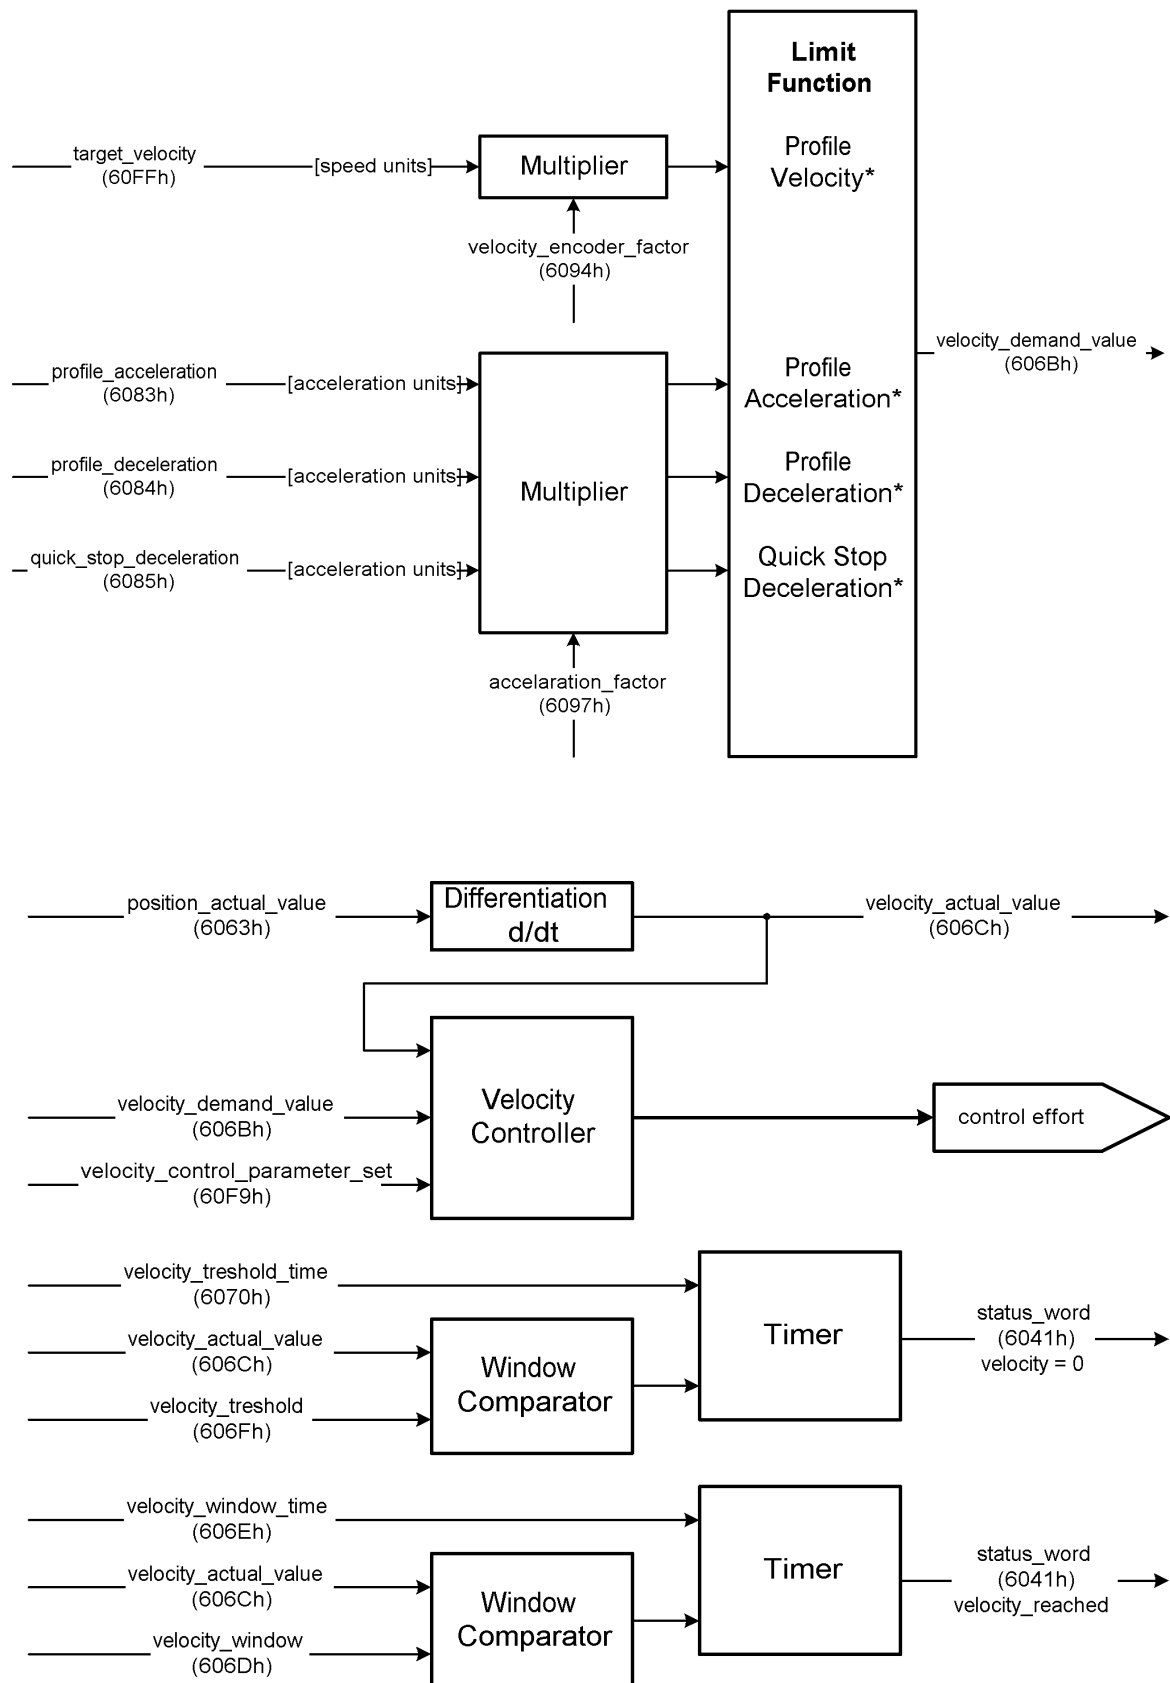 Limit
Function
target_velocity
(60FFh)
[speed units]
Multiplier
Profile
Velocity*
velocity_encoder_factor
(6094h)
velocity_demand_value
(606Bh)
profile_acceleration
(6083h)
[acceleration units]
Profile
Acceleration*
profile_deceleration
(6084h)
[acceleration units]
Multiplier
Profile
Deceleration*
quick_stop_deceleration
(6085h)
[acceleration units]
Quick Stop
Deceleration*
accelaration_factor
(6097h)
position_actual_value
(6063h)
Differentiation
d/dt
velocity_actual_value
(606Ch)
velocity_demand_value
(606Bh)
Velocity
Controller
control effort
velocity_control_parameter_set
(60F9h)
velocity_treshold_time
(6070h)
velocity_actual_value
(606Ch)
velocity_treshold
(606Fh)
Window
Comparator
Timer
status_word
(6041h)
velocity = 0
velocity_window_time
(606Eh)
velocity_actual_value
(606Ch)
velocity_window
(606Dh)
Window
Comparator
Timer
status_word
(6041h)
velocity_reached